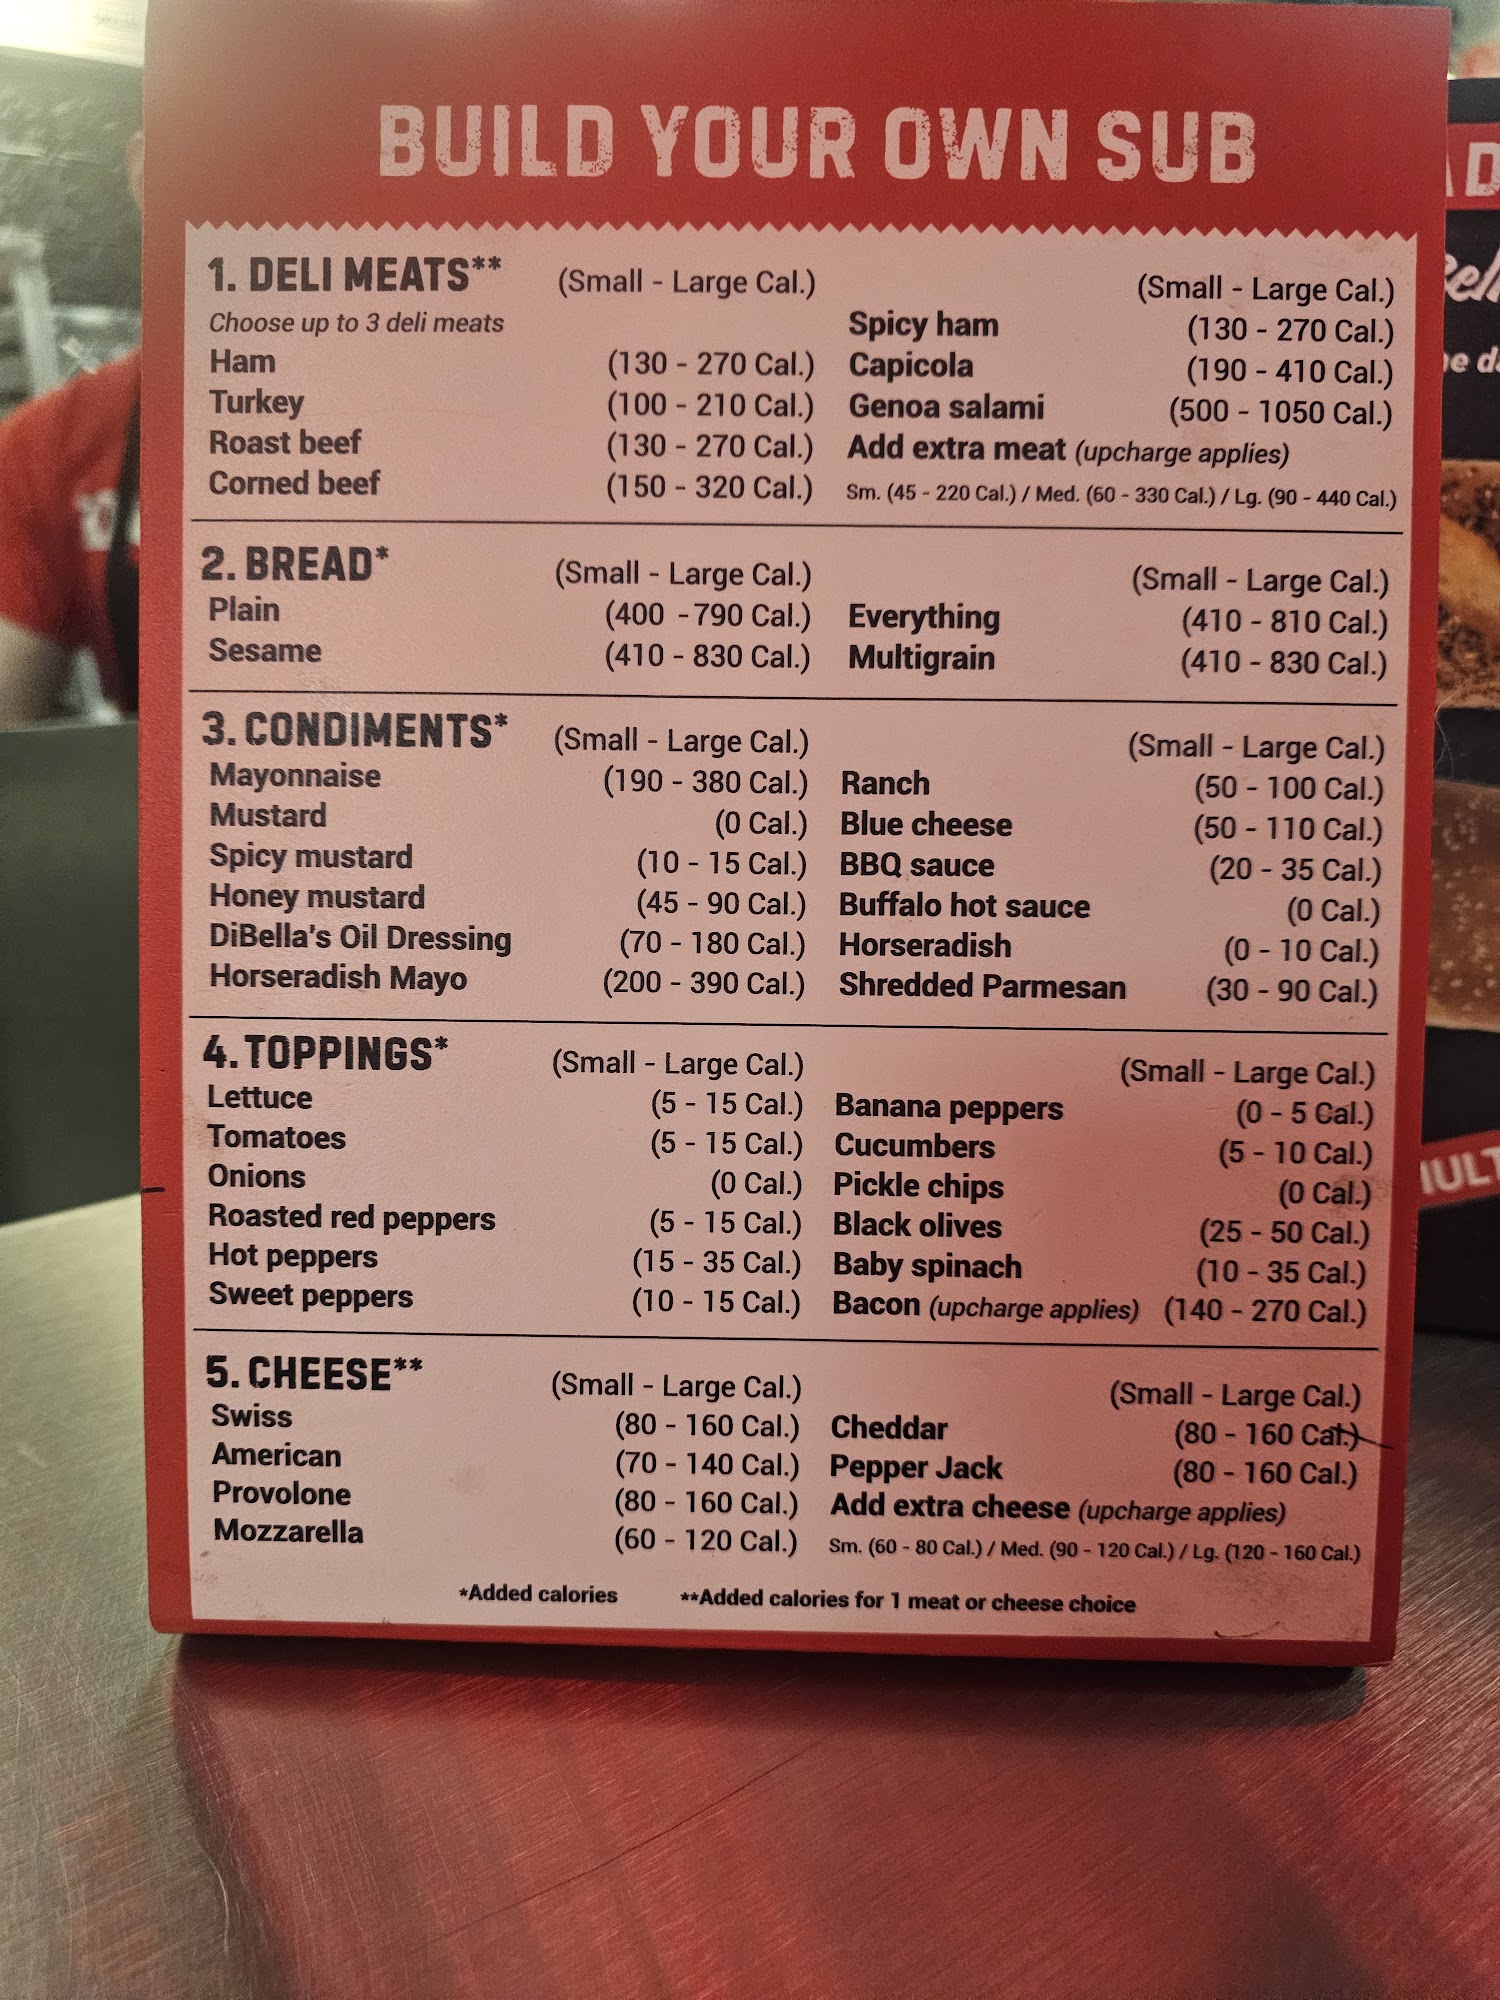 BUILD YOUR OWN SUB
1. DELI MEATS** (Small - Large Cal.)
Choose up to 3 deli meats
Ham (130 - 270 Cal.)
Turkey (100 - 210 Cal.)
Roast beef (130 - 270 Cal.)
Corned beef (150 - 320 Cal.)
(Small - Large Cal.)
Spicy ham (130 - 270 Cal.)
Capicola (190 - 410 Cal.)
Genoa salami (500 - 1050 Cal.)
Add extra meat (upcharge applies)
Sm. (45 - 220 Cal.) / Med. (60 - 330 Cal.) / Lg. (90 - 440 Cal.)
2. BREAD* (Small - Large Cal.)
Plain (400 - 790 Cal.)
Sesame (410 - 830 Cal.)
(Small - Large Cal.)
Everything (410 - 810 Cal.)
Multigrain (410 - 830 Cal.)
3. CONDIMENTS* (Small - Large Cal.)
Mayonnaise (190 - 380 Cal.)
Mustard (0 Cal.)
Spicy mustard (10 - 15 Cal.)
Honey mustard (45 - 90 Cal.)
DiBella's Oil Dressing (70 - 180 Cal.)
Horseradish Mayo (200 - 390 Cal.)
(Small - Large Cal.)
Ranch (50 - 100 Cal.)
Blue cheese (50 - 110 Cal.)
BBQ sauce (20 - 35 Cal.)
Buffalo hot sauce (0 Cal.)
Horseradish (0 - 10 Cal.)
Shredded Parmesan (30 - 90 Cal.)
4. TOPPINGS* (Small - Large Cal.)
Lettuce (5 - 15 Cal.)
Tomatoes (5 - 15 Cal.)
Onions (0 Cal.)
Roasted red peppers (5 - 15 Cal.)
Hot peppers (15 - 35 Cal.)
Sweet peppers (10 - 15 Cal.)
(Small - Large Cal.)
Banana peppers (0 - 5 Cal.)
Cucumbers (5 - 10 Cal.)
Pickle chips (0 Cal.)
Black olives (25 - 50 Cal.)
Baby spinach (10 - 35 Cal.)
Bacon (upcharge applies) (140 - 270 Cal.)
5. CHEESE** (Small - Large Cal.)
Swiss (80 - 160 Cal.)
American (70 - 140 Cal.)
Provolone (80 - 160 Cal.)
Mozzarella (60 - 120 Cal.)
(Small - Large Cal.)
Cheddar (80 - 160 Cal.)
Pepper Jack (80 - 160 Cal.)
Add extra cheese (upcharge applies)
Sm. (60 - 80 Cal.) / Med. (90 - 120 Cal.) / Lg. (120 - 160 Cal.)
*Added calories **Added calories for 1 meat or cheese choice